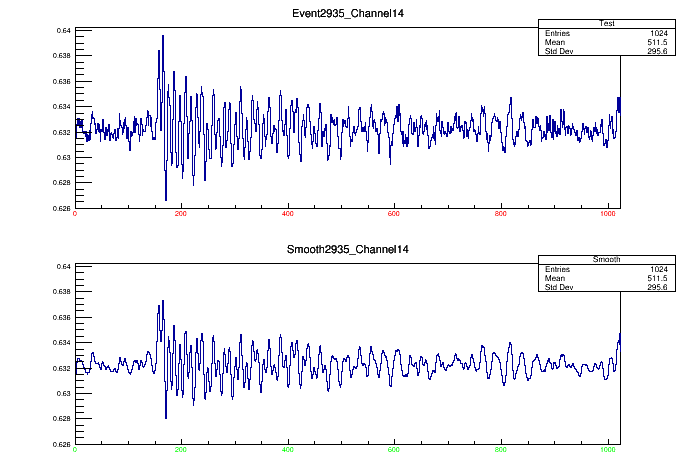 Event2935_Channel14
Test
Entries 1024
Mean 511.5
Std Dev 295.6
0.64
0.638
0.636
0.634
0.632
0.63
0.628
0.626
0 200 400 600 800 1000
Smooth2935_Channel14
Smooth
Entries 1024
Mean 511.5
Std Dev 295.6
0.64
0.638
0.636
0.634
0.632
0.63
0.628
0.626
0 200 400 600 800 1000